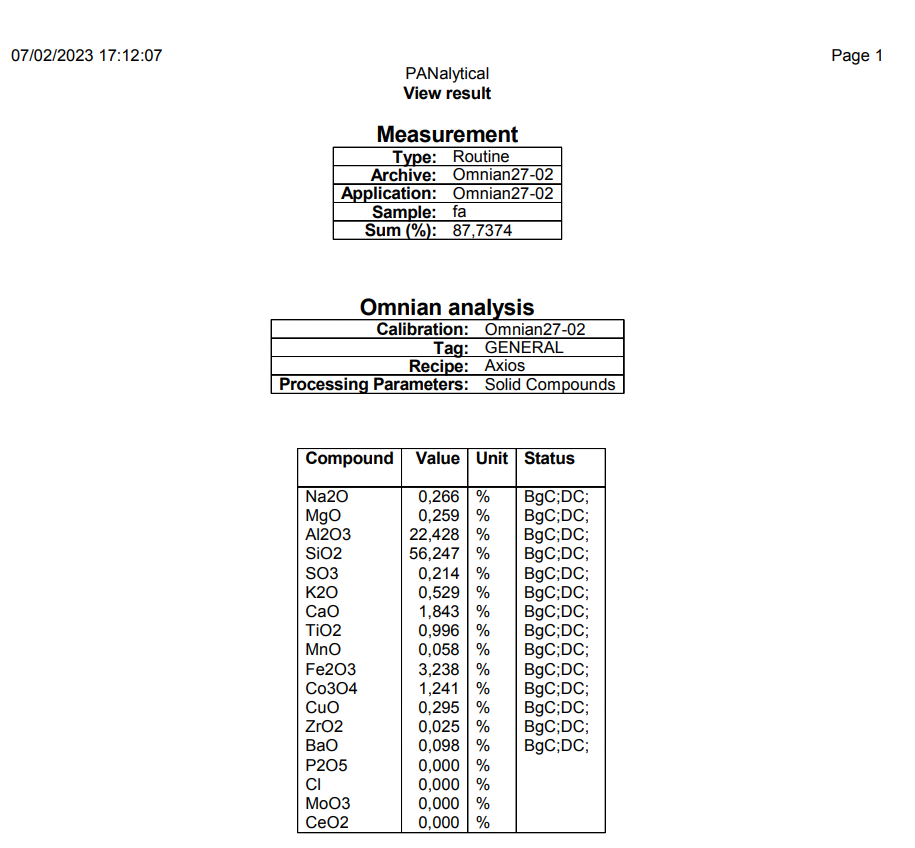 07/02/2023 17:12:07 Page 1
PANalytical
View result
Measurement
Type: Routine
Archive: Omnian27-02
Application: Omnian27-02
Sample: fa
Sum (%): 87,7374
Omnian analysis
Calibration: Omnian27-02
Tag: GENERAL
Recipe: Axios
Processing Parameters: Solid Compounds
Compound Value Unit Status
Na2O 0,266 % BgC;DC;
MgO 0,259 % BgC;DC;
Al2O3 22,428 % BgC;DC;
SiO2 56,247 % BgC;DC;
SO3 0,214 % BgC;DC;
K2O 0,529 % BgC;DC;
CaO 1,843 % BgC;DC;
TiO2 0,996 % BgC;DC;
MnO 0,058 % BgC;DC;
Fe2O3 3,238 % BgC;DC;
Co3O4 1,241 % BgC;DC;
CuO 0,295 % BgC;DC;
ZrO2 0,025 % BgC;DC;
BaO 0,098 % BgC;DC;
P2O5 0,000 %
Cl 0,000 %
MoO3 0,000 %
CeO2 0,000 %